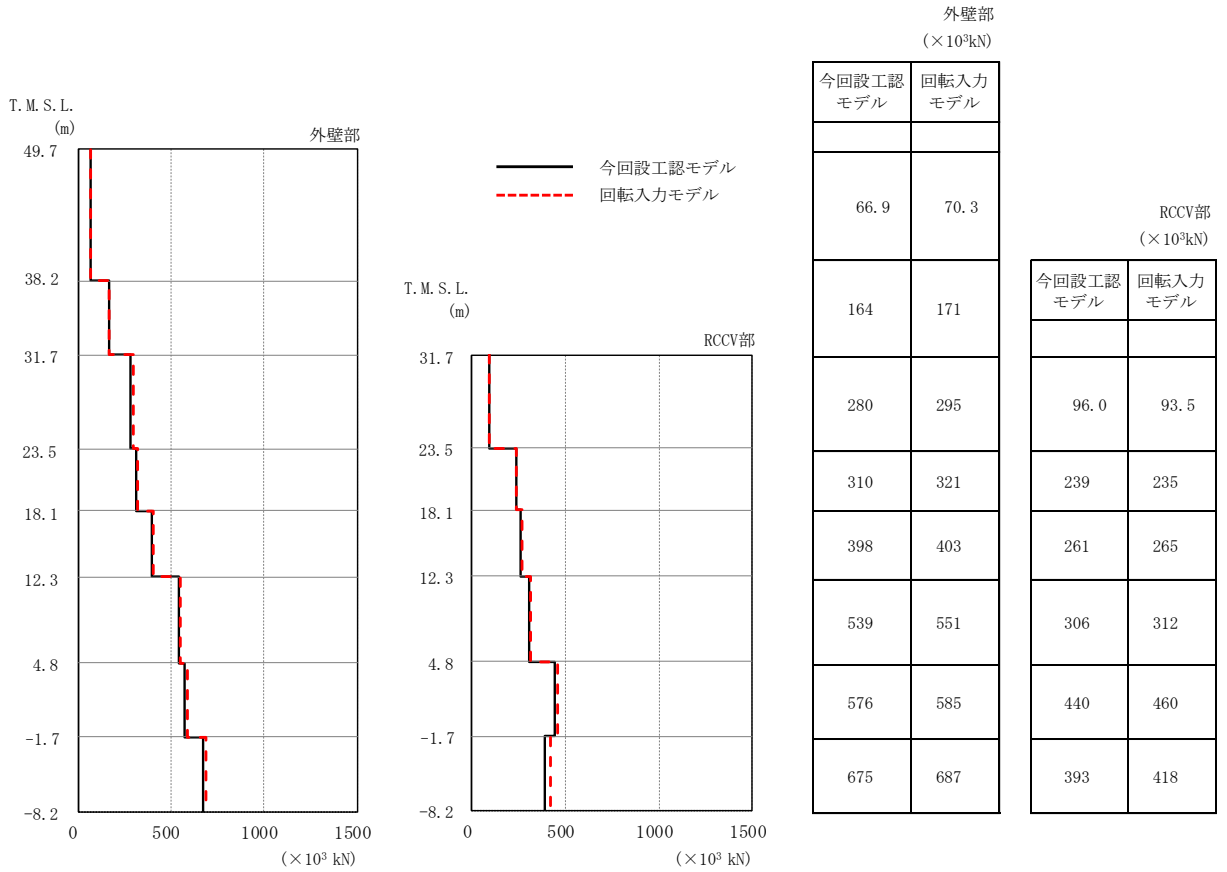 T.M.S.L.
(m)
外壁部
49.7
38.2
31.7
23.5
18.1
12.3
4.8
-1.7
-8.2
0 500 1000 1500
(×10³ kN)
今回設工認モデル
回転入力モデル
T.M.S.L.
(m)
RCCV部
31.7
23.5
18.1
12.3
4.8
-1.7
-8.2
0 500 1000 1500
(×10³ kN)
外壁部
(×10³kN)
今回設工認 回転入力
モデル モデル
66.9 70.3
164 171
280 295
310 321
398 403
539 551
576 585
675 687
RCCV部
(×10³kN)
今回設工認 回転入力
モデル モデル
96.0 93.5
239 235
261 265
306 312
440 460
393 418